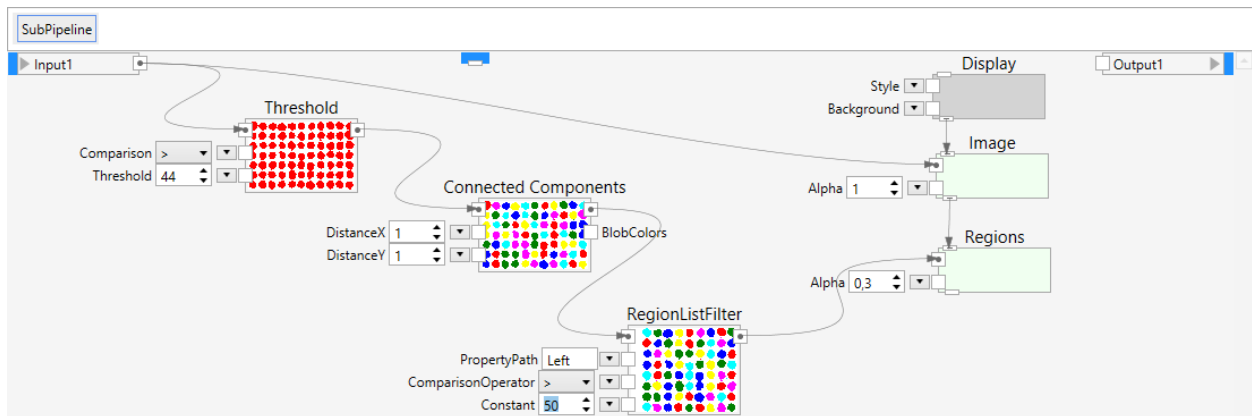 SubPipeline
Input1
Output1
Display
Style
Background
Threshold
Comparison >
Threshold 44
Image
Alpha 1
Connected Components
DistanceX 1
BlobColors
DistanceY 1
Regions
Alpha 0,3
RegionListFilter
PropertyPath Left
ComparisonOperator >
Constant 50